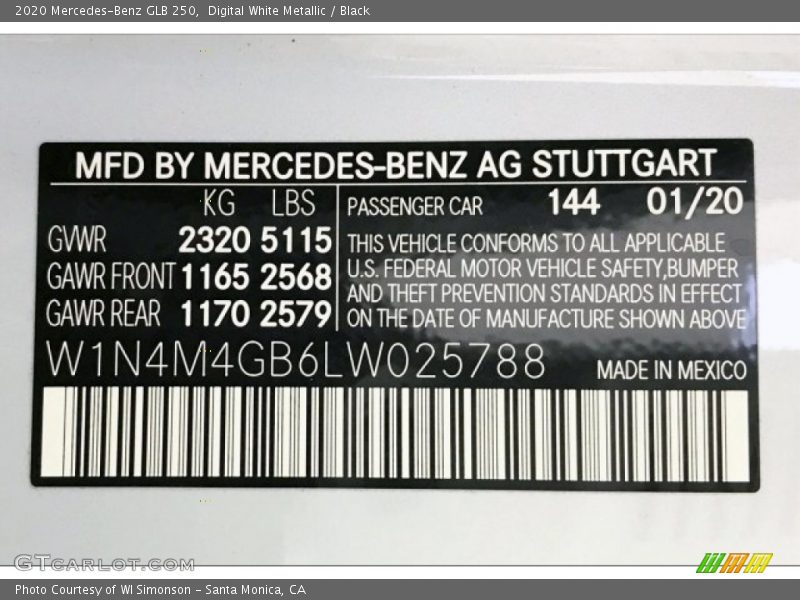 2020 Mercedes-Benz GLB 250,  Digital White Metallic / Black
MFD BY MERCEDES-BENZ AG STUTTGART
KG LBS
GVWR 2320 5115
GAWR FRONT 1165 2568
GAWR REAR 1170 2579
PASSENGER CAR 144 01/20
THIS VEHICLE CONFORMS TO ALL APPLICABLE
U.S. FEDERAL MOTOR VEHICLE SAFETY,BUMPER
AND THEFT PREVENTION STANDARDS IN EFFECT
ON THE DATE OF MANUFACTURE SHOWN ABOVE
W1N4M4GB6LW025788
MADE IN MEXICO
GTCARLOT.COM
Photo Courtesy of WI Simonson - Santa Monica, CA